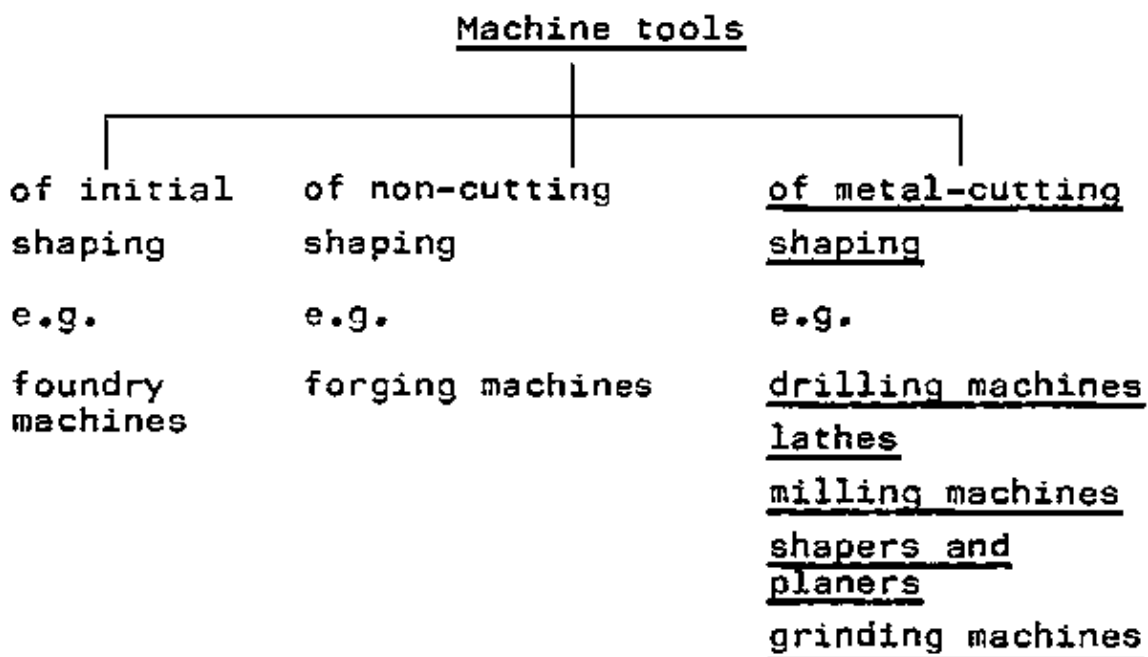 Machine tools
of initial
shaping
e.g.
foundry
machines
of non-cutting
shaping
e.g.
forging machines
of metal-cutting
shaping
e.g.
drilling machines
lathes
milling machines
shapers and
planers
grinding machines